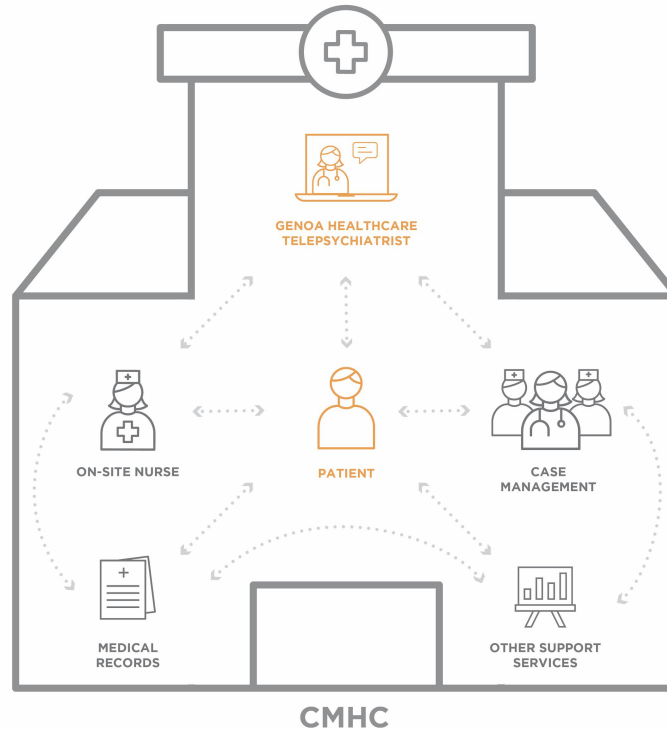 GENOA HEALTHCARE
TELEPSYCHIATRIST
ON-SITE NURSE
PATIENT
CASE
MANAGEMENT
MEDICAL
RECORDS
OTHER SUPPORT
SERVICES
CMHC